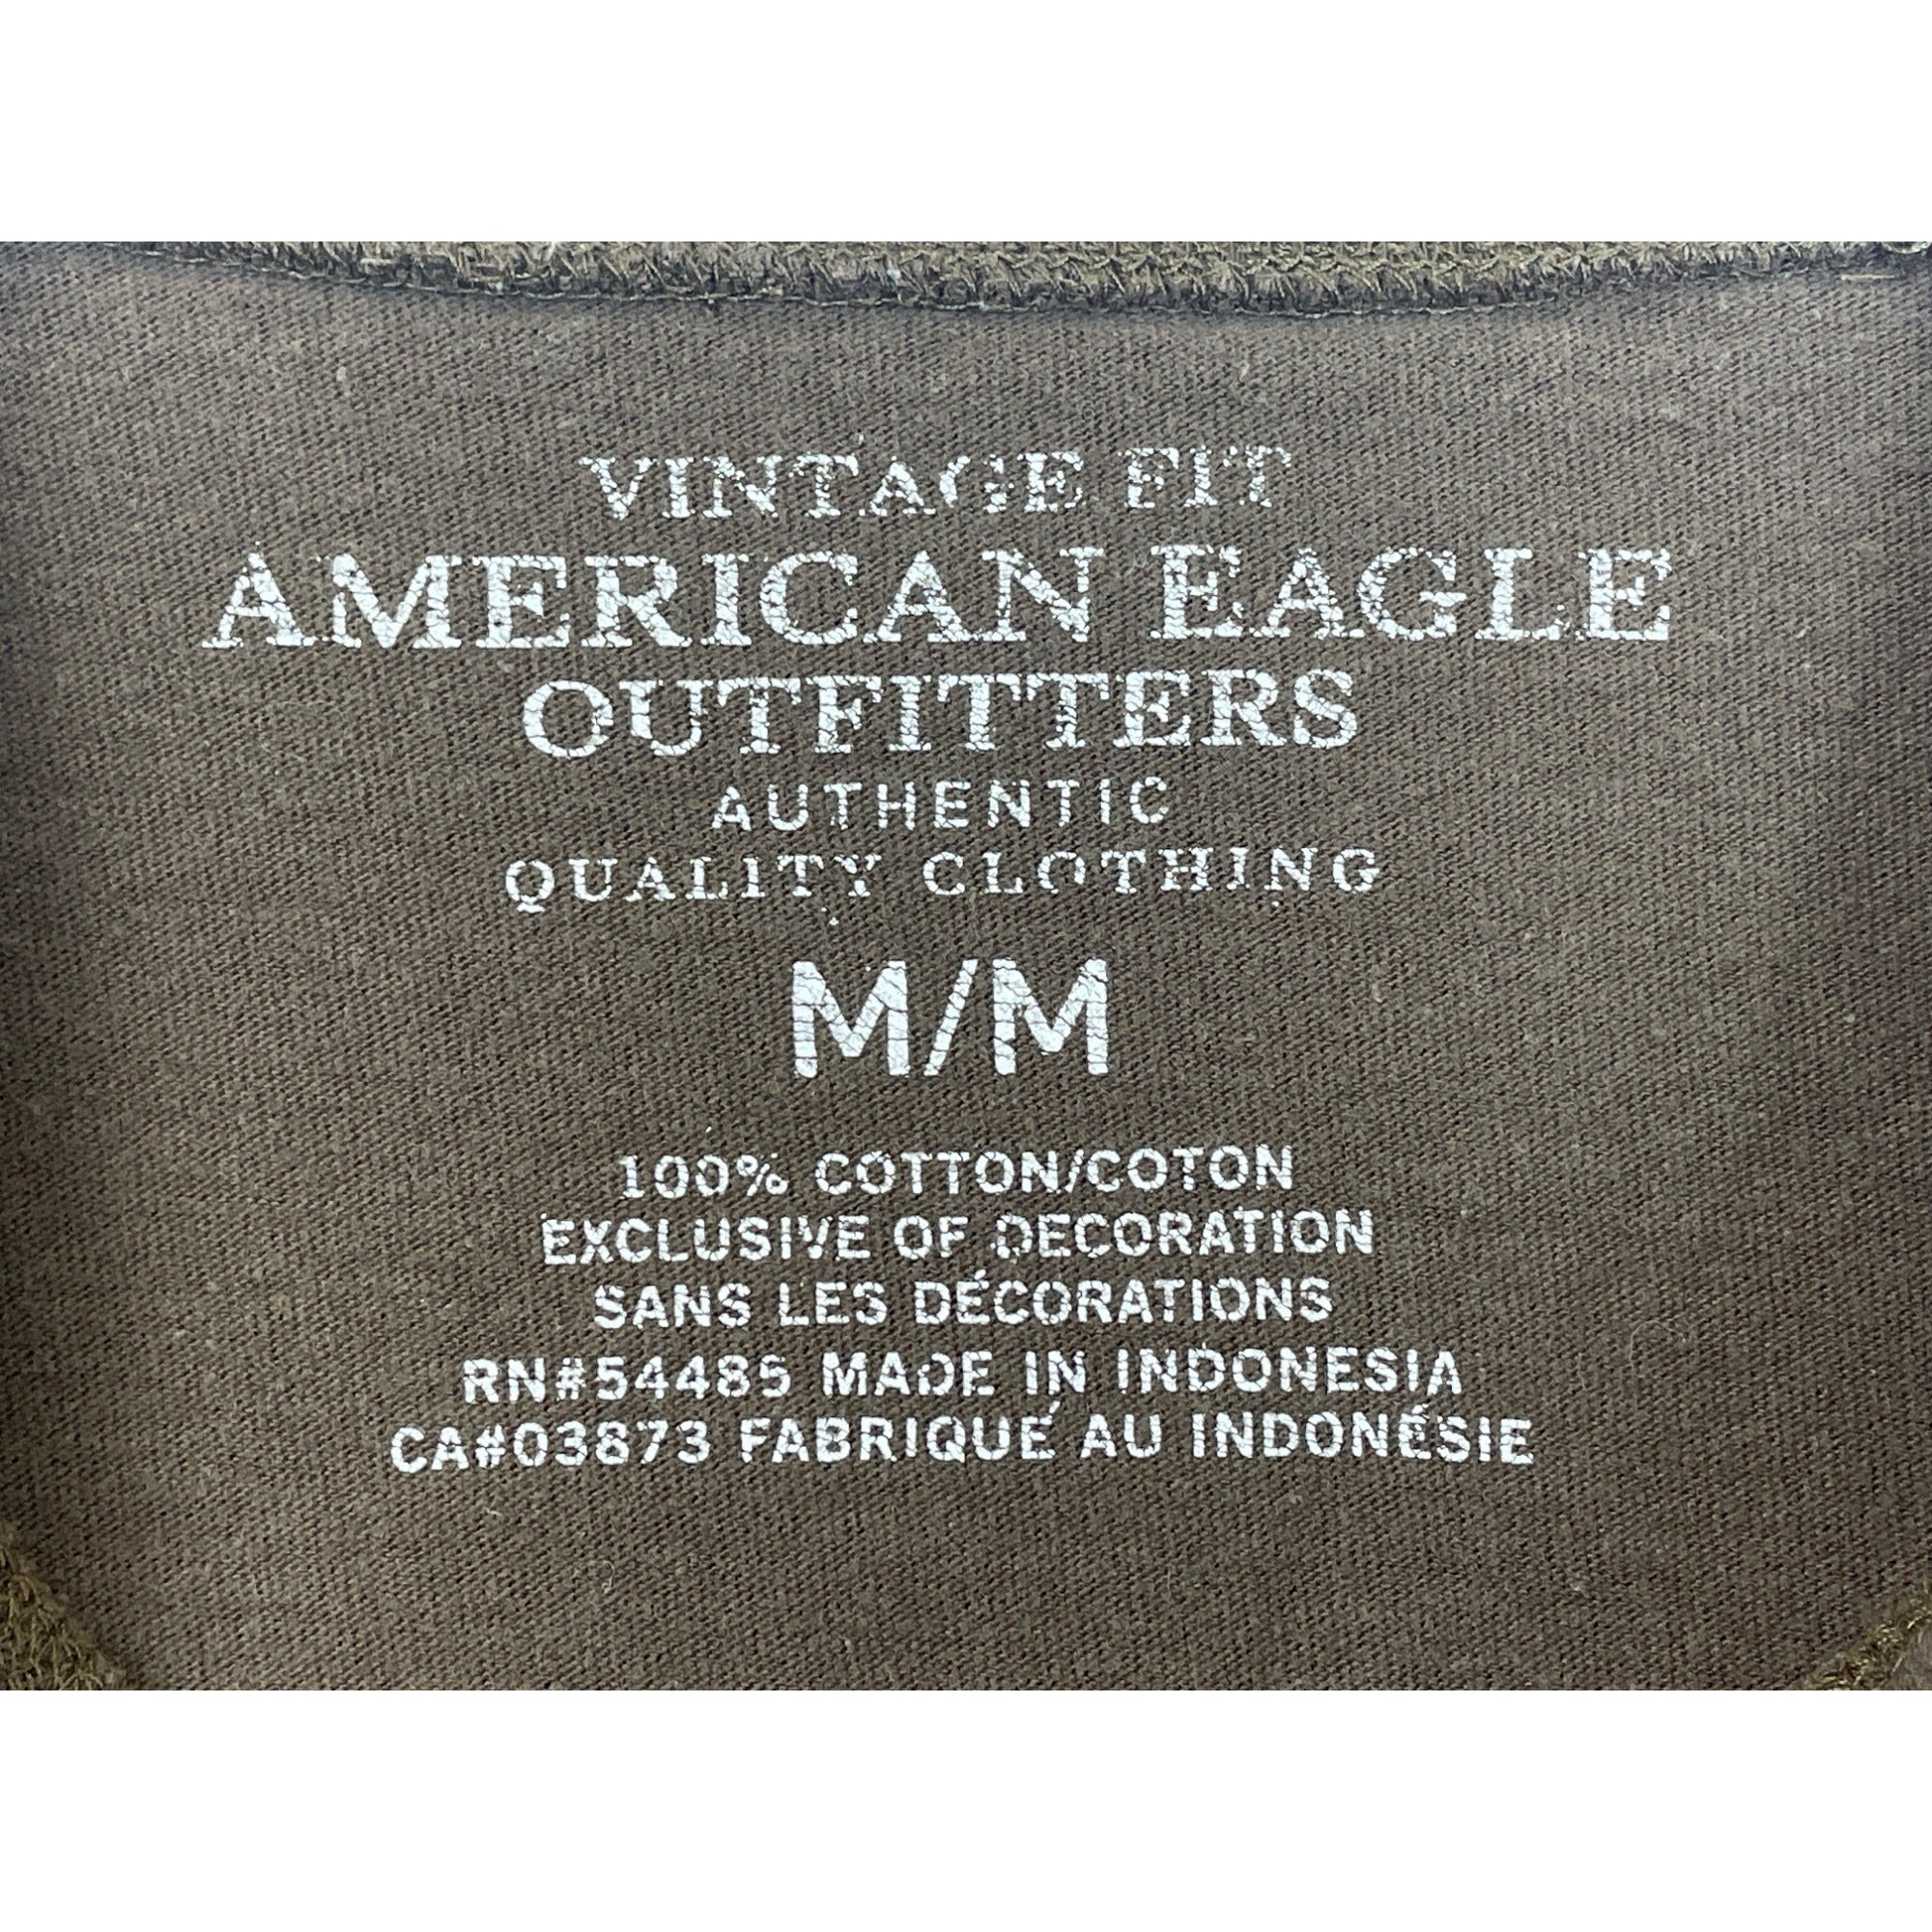 VINTAGE FIT
AMERICAN EAGLE
OUTFITTERS
AUTHENTIC
QUALITY CLOTHING
M/M
100% COTTON/COTON
EXCLUSIVE OF DECORATION
SANS LES DÉCORATIONS
RN#54485 MADE IN INDONESIA
CA#03873 FABRIQUÉ AU INDONÉSIE